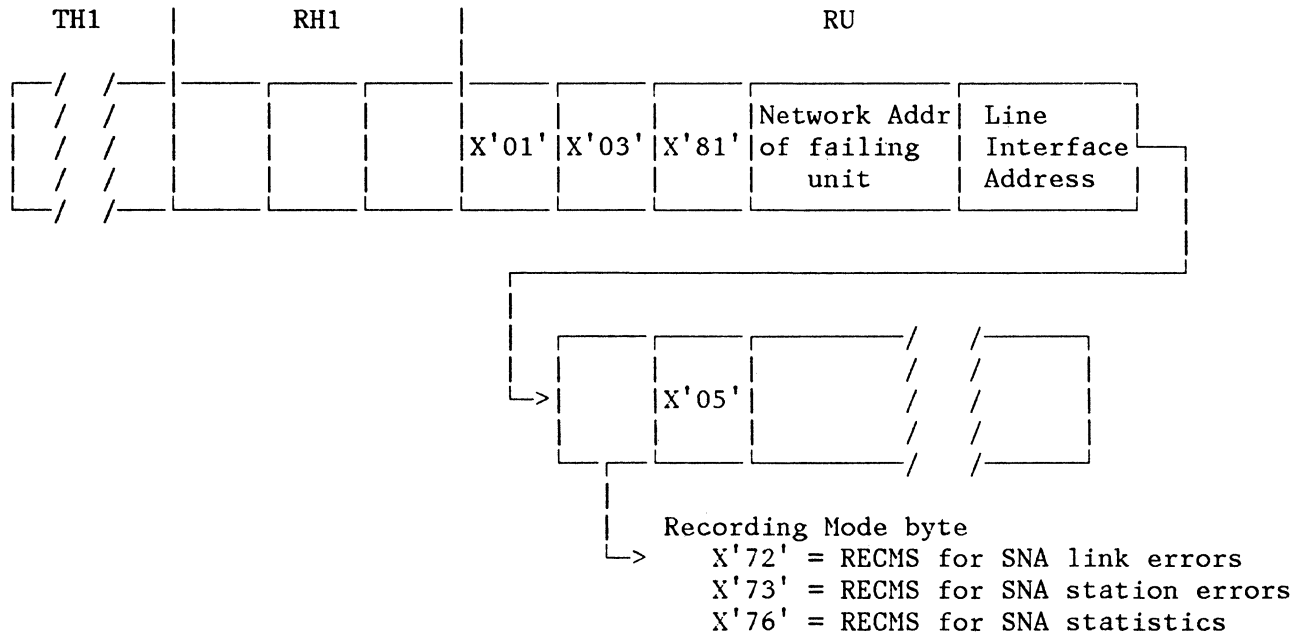 TH1 RH1 RU
X'01' X'03' X'81' Network Addr of failing unit Line Interface Address
X'05'
Recording Mode byte
X'72' = RECMS for SNA link errors
X'73' = RECMS for SNA station errors
X'76' = RECMS for SNA statistics